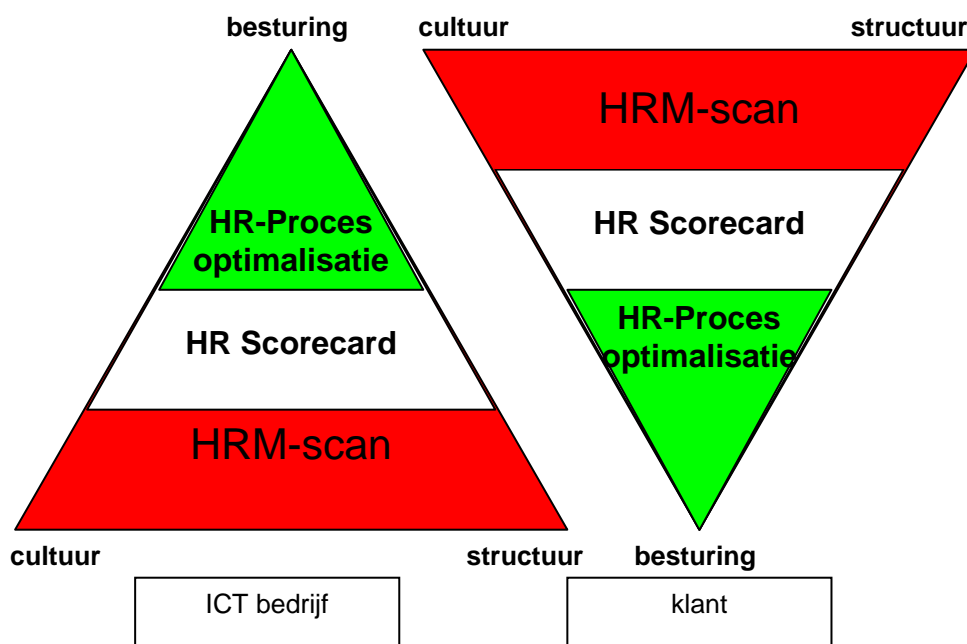 besturing
HR-Proces
optimalisatie
HR Scorecard
HRM-scan
cultuur
structuur
ICT bedrijf
cultuur
structuur
HRM-scan
HR Scorecard
HR-Proces
optimalisatie
besturing
klant